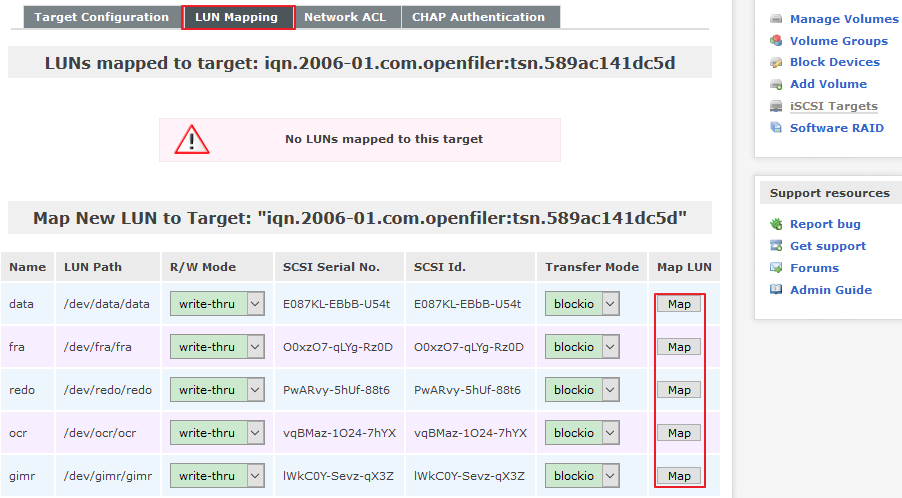 Target Configuration LUN Mapping Network ACL CHAP Authentication
LUNs mapped to target: iqn.2006-01.com.openfiler:tsn.589ac141dc5d
No LUNs mapped to this target
Map New LUN to Target: "iqn.2006-01.com.openfiler:tsn.589ac141dc5d"
Name LUN Path R/W Mode SCSI Serial No. SCSI Id. Transfer Mode Map LUN
data /dev/data/data write-thru E087KL-EBbB-U54t E087KL-EBbB-U54t blockio Map
fra /dev/fra/fra write-thru O0xzO7-qLYg-Rz0D O0xzO7-qLYg-Rz0D blockio Map
redo /dev/redo/redo write-thru PwARvy-5hUf-88t6 PwARvy-5hUf-88t6 blockio Map
ocr /dev/ocr/ocr write-thru vqBMaz-1O24-7hYX vqBMaz-1O24-7hYX blockio Map
gimr /dev/gimr/gimr write-thru lWkC0Y-Sevz-qX3Z lWkC0Y-Sevz-qX3Z blockio Map
Manage Volumes
Volume Groups
Block Devices
Add Volume
iSCSI Targets
Software RAID
Support resources
Report bug
Get support
Forums
Admin Guide